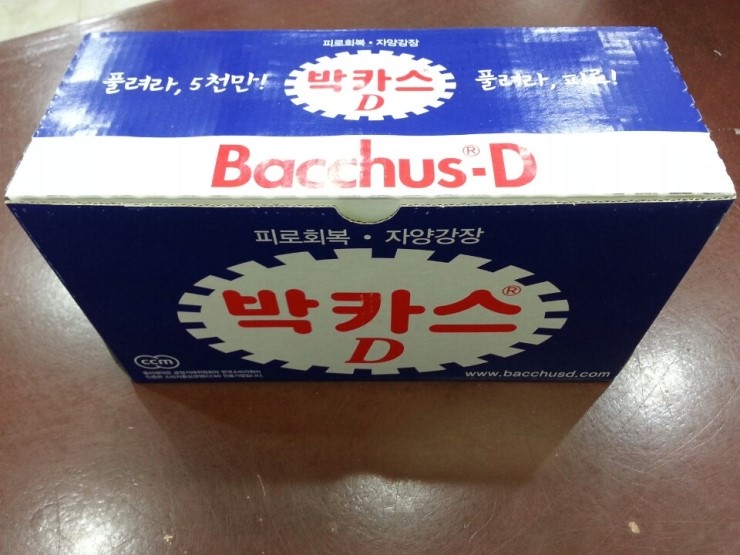 피로회복 · 자양강장
풀려라, 5천만!
박카스
D
풀려라, 피로!
Bacchus®-D
피로회복 · 자양강장
박카스®
D
ccm
www.bacchusd.com